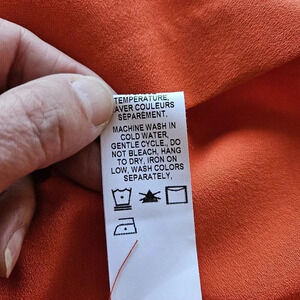 TEMPERATURE,
LAVER COULEURS
SEPAREMENT.
MACHINE WASH IN
COLD WATER,
GENTLE CYCLE., DO
NOT BLEACH, HANG
TO DRY, IRON ON
LOW, WASH COLORS
SEPARATELY,